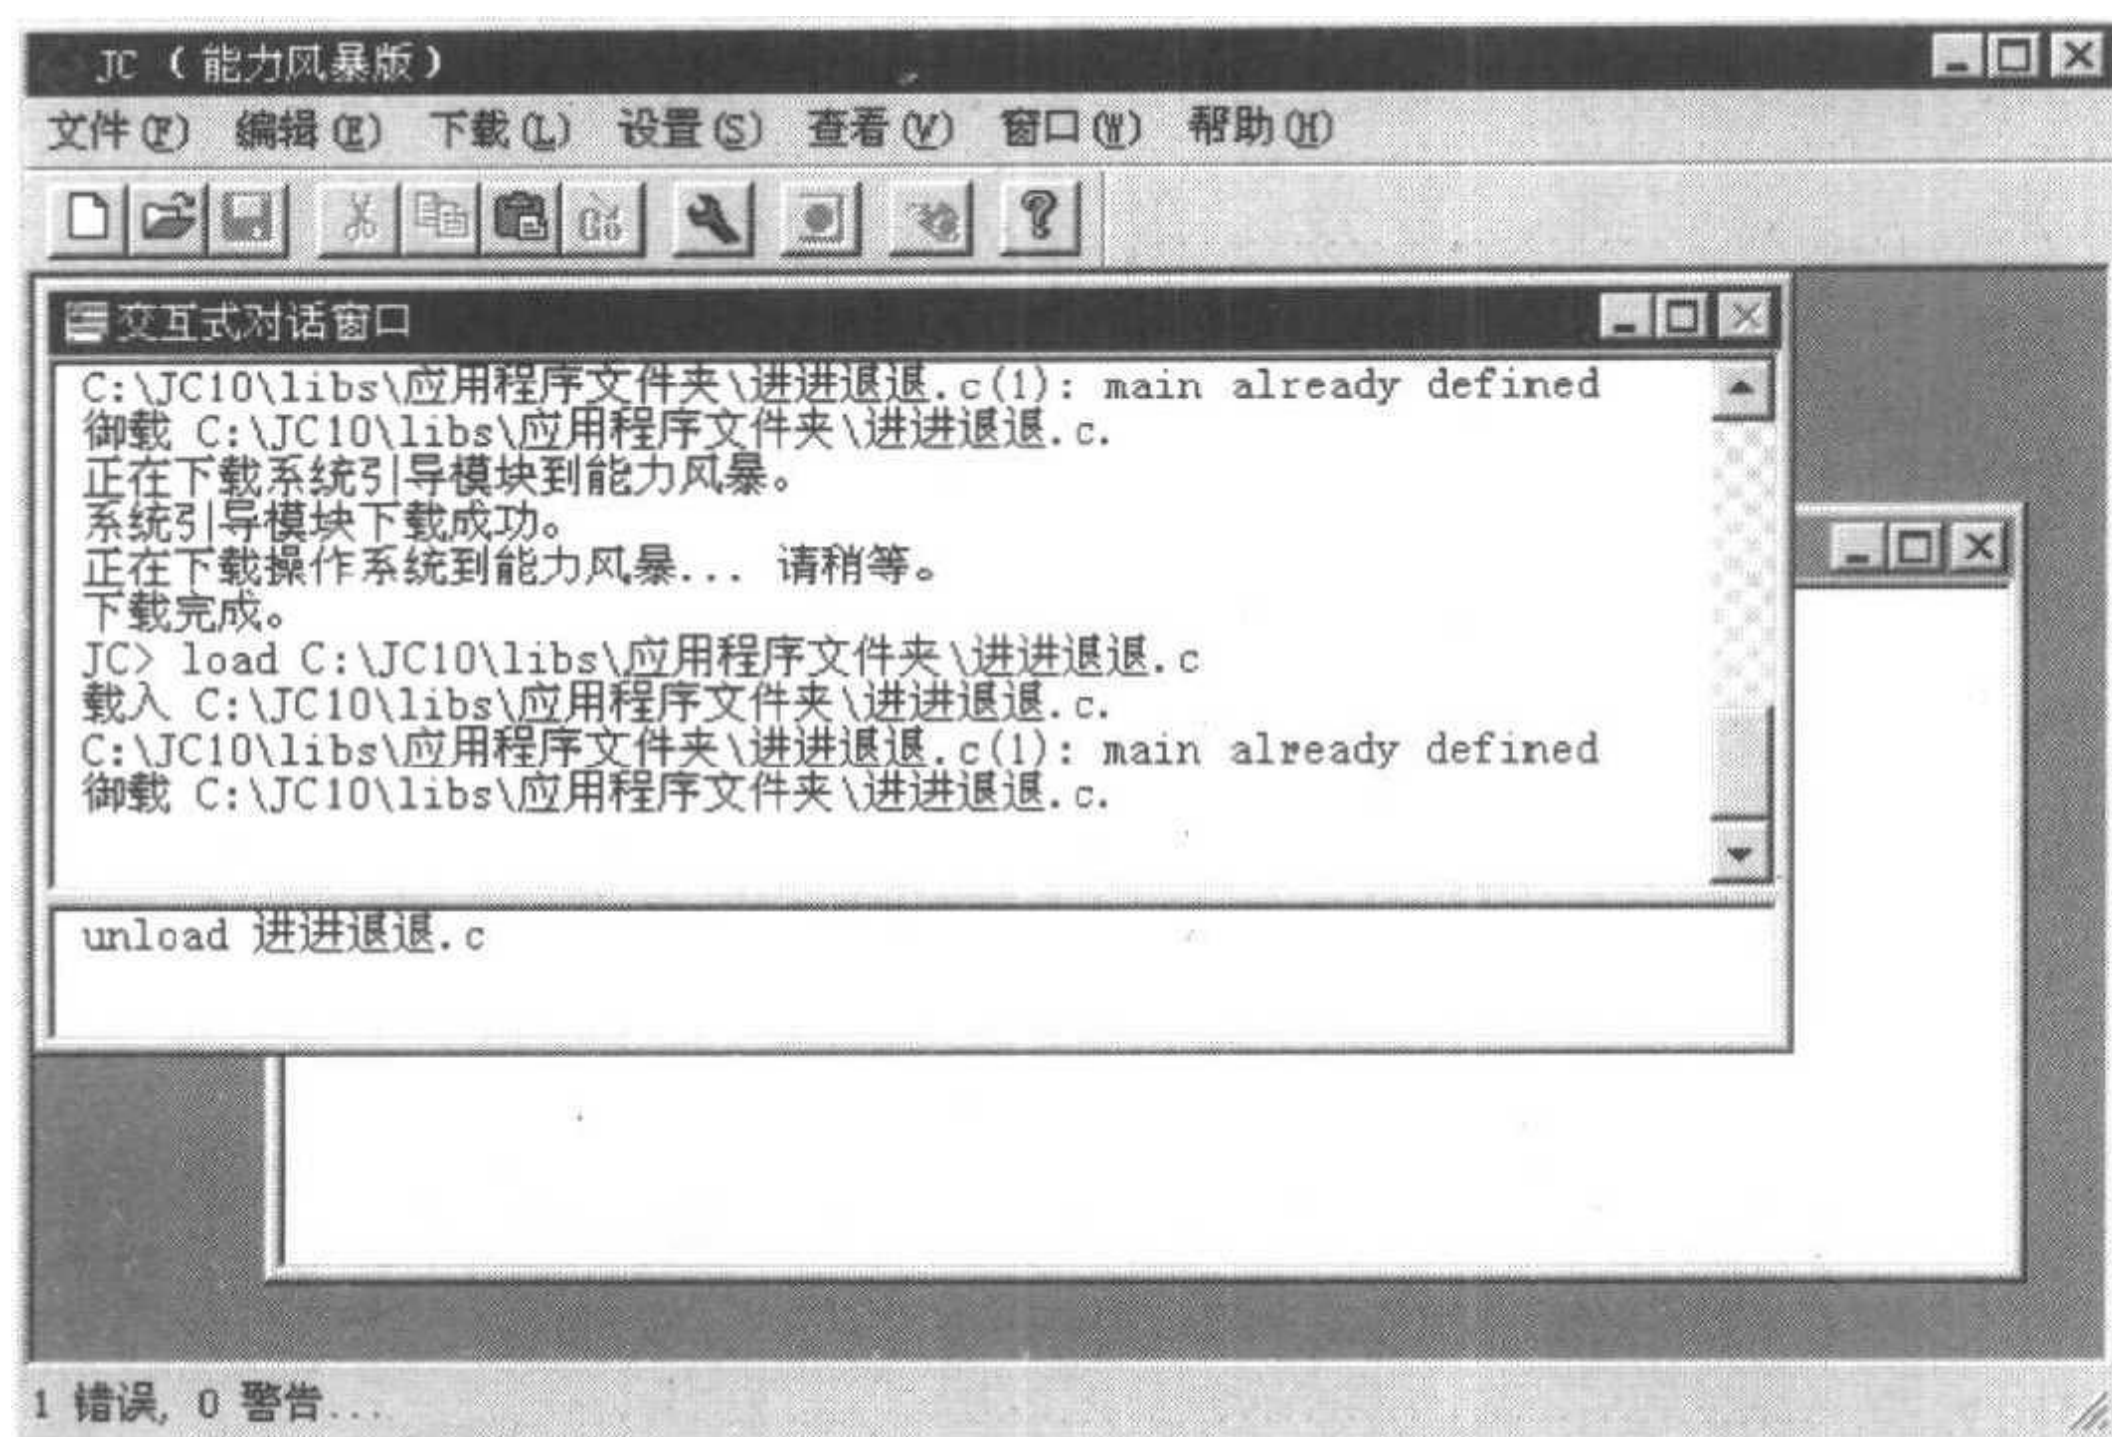 JC (能力风暴版)
文件(F) 编辑(E) 下载(L) 设置(S) 查看(V) 窗口(W) 帮助(H)
Go
交互式对话窗口
C:\JC10\libs\应用程序文件夹\进进退退.c(1): main already defined
御载 C:\JC10\libs\应用程序文件夹\进进退退.c.
正在下载系统引导模块到能力风暴。
系统引导模块下载成功。
正在下载操作系统到能力风暴... 请稍等。
下载完成。
JC> load C:\JC10\libs\应用程序文件夹\进进退退.c
载入 C:\JC10\libs\应用程序文件夹\进进退退.c.
C:\JC10\libs\应用程序文件夹\进进退退.c(1): main already defined
御载 C:\JC10\libs\应用程序文件夹\进进退退.c.
unload 进进退退.c
1 错误, 0 警告...